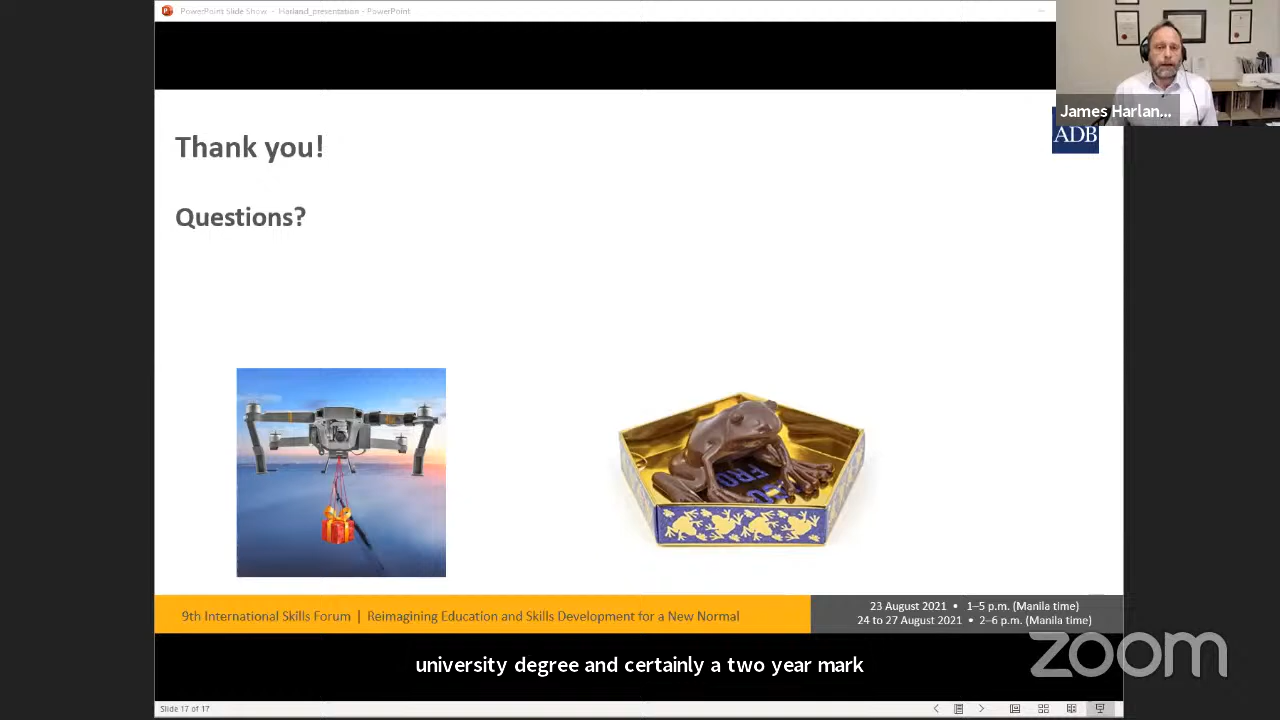 PowerPoint Slide Show - Harland_presentation - PowerPoint
James Harlan...
ADB
Thank you!
Questions?
9th International Skills Forum | Reimagining Education and Skills Development for a New Normal
23 August 2021 • 1–5 p.m. (Manila time)
24 to 27 August 2021 • 2–6 p.m. (Manila time)
university degree and certainly a two year mark
zoom
Slide 17 of 17